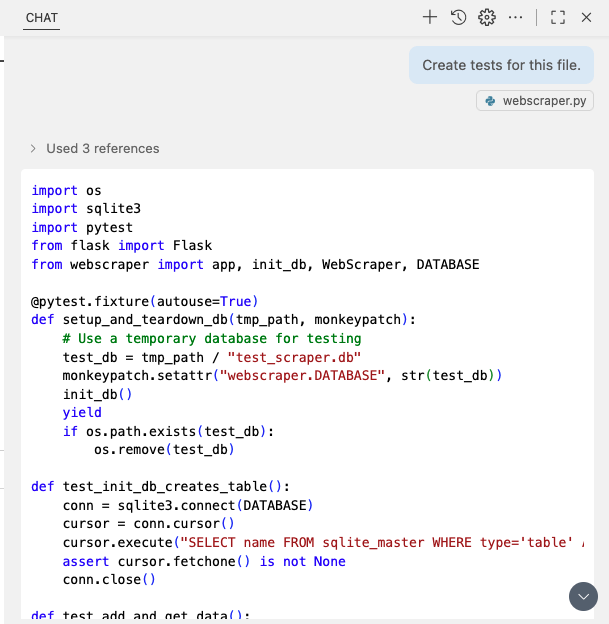 CHAT
Create tests for this file.
webscraper.py
Used 3 references
import os
import sqlite3
import pytest
from flask import Flask
from webscraper import app, init_db, WebScraper, DATABASE
@pytest.fixture(autouse=True)
def setup_and_teardown_db(tmp_path, monkeypatch):
    # Use a temporary database for testing
    test_db = tmp_path / "test_scraper.db"
    monkeypatch.setattr("webscraper.DATABASE", str(test_db))
    init_db()
    yield
    if os.path.exists(test_db):
        os.remove(test_db)
def test_init_db_creates_table():
    conn = sqlite3.connect(DATABASE)
    cursor = conn.cursor()
    cursor.execute("SELECT name FROM sqlite_master WHERE type='table'
    assert cursor.fetchone() is not None
    conn.close()
def test_add_and_get_data():